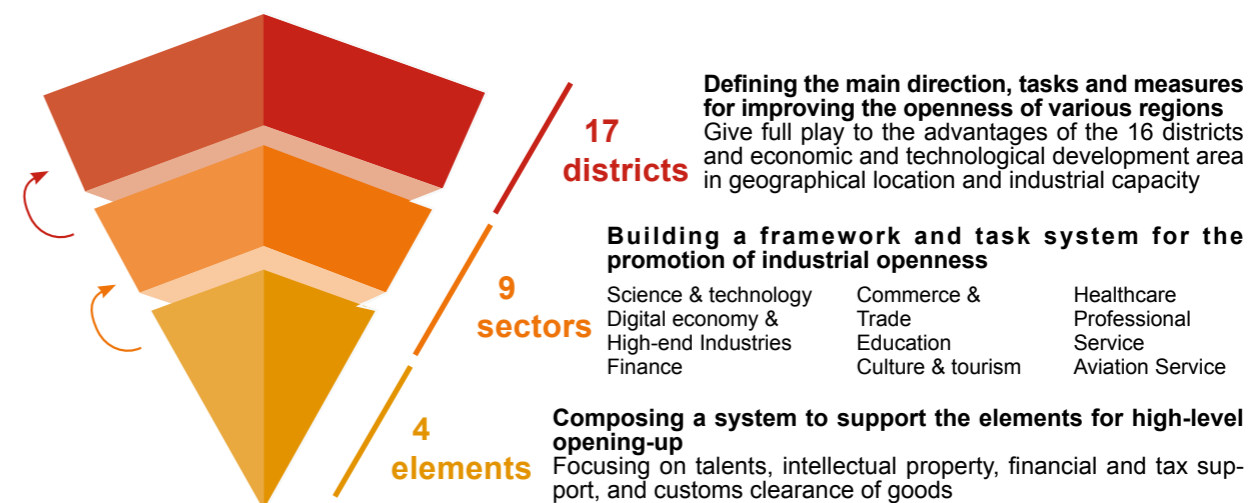 17
districts
Defining the main direction, tasks and measures
for improving the openness of various regions
Give full play to the advantages of the 16 districts
and economic and technological development area
in geographical location and industrial capacity
9
sectors
Building a framework and task system for the
promotion of industrial openness
Science & technology
Digital economy &
High-end Industries
Finance
Commerce &
Trade
Education
Culture & tourism
Healthcare
Professional
Service
Aviation Service
4
elements
Composing a system to support the elements for high-level
opening-up
Focusing on talents, intellectual property, financial and tax sup-
port, and customs clearance of goods